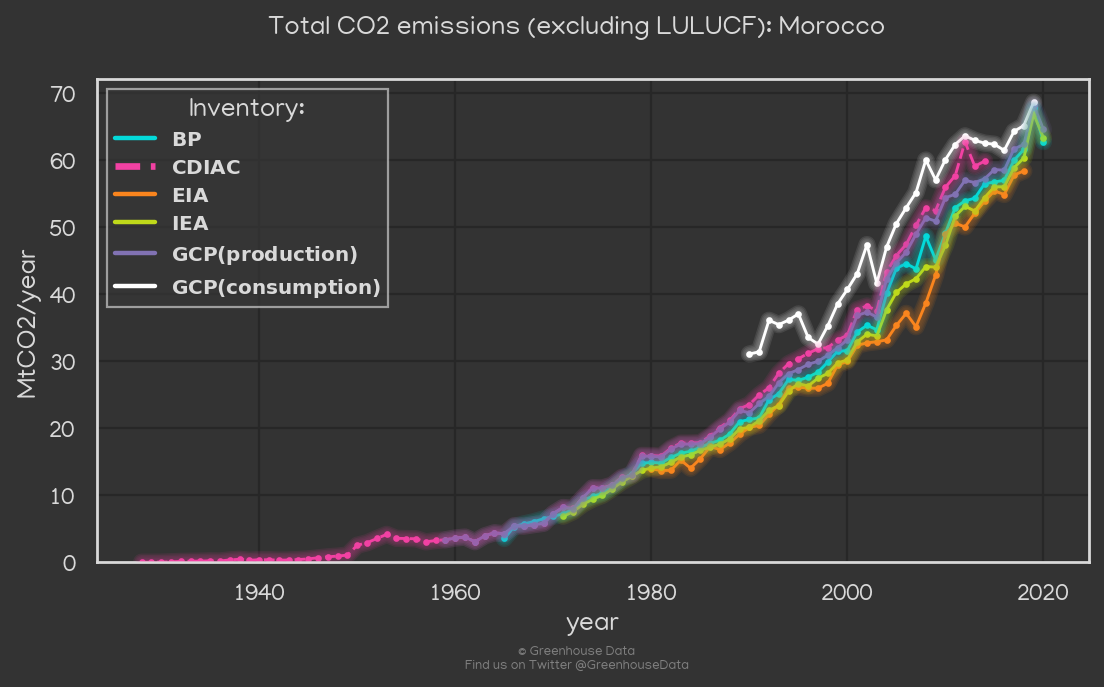 Total CO2 emissions (excluding LULUCF): Morocco
70
60
50
40
30
20
10
0
MtCO2/year
Inventory:
BP
CDIAC
EIA
IEA
GCP(production)
GCP(consumption)
1940
1960
1980
2000
2020
year
© Greenhouse Data
Find us on Twitter @GreenhouseData